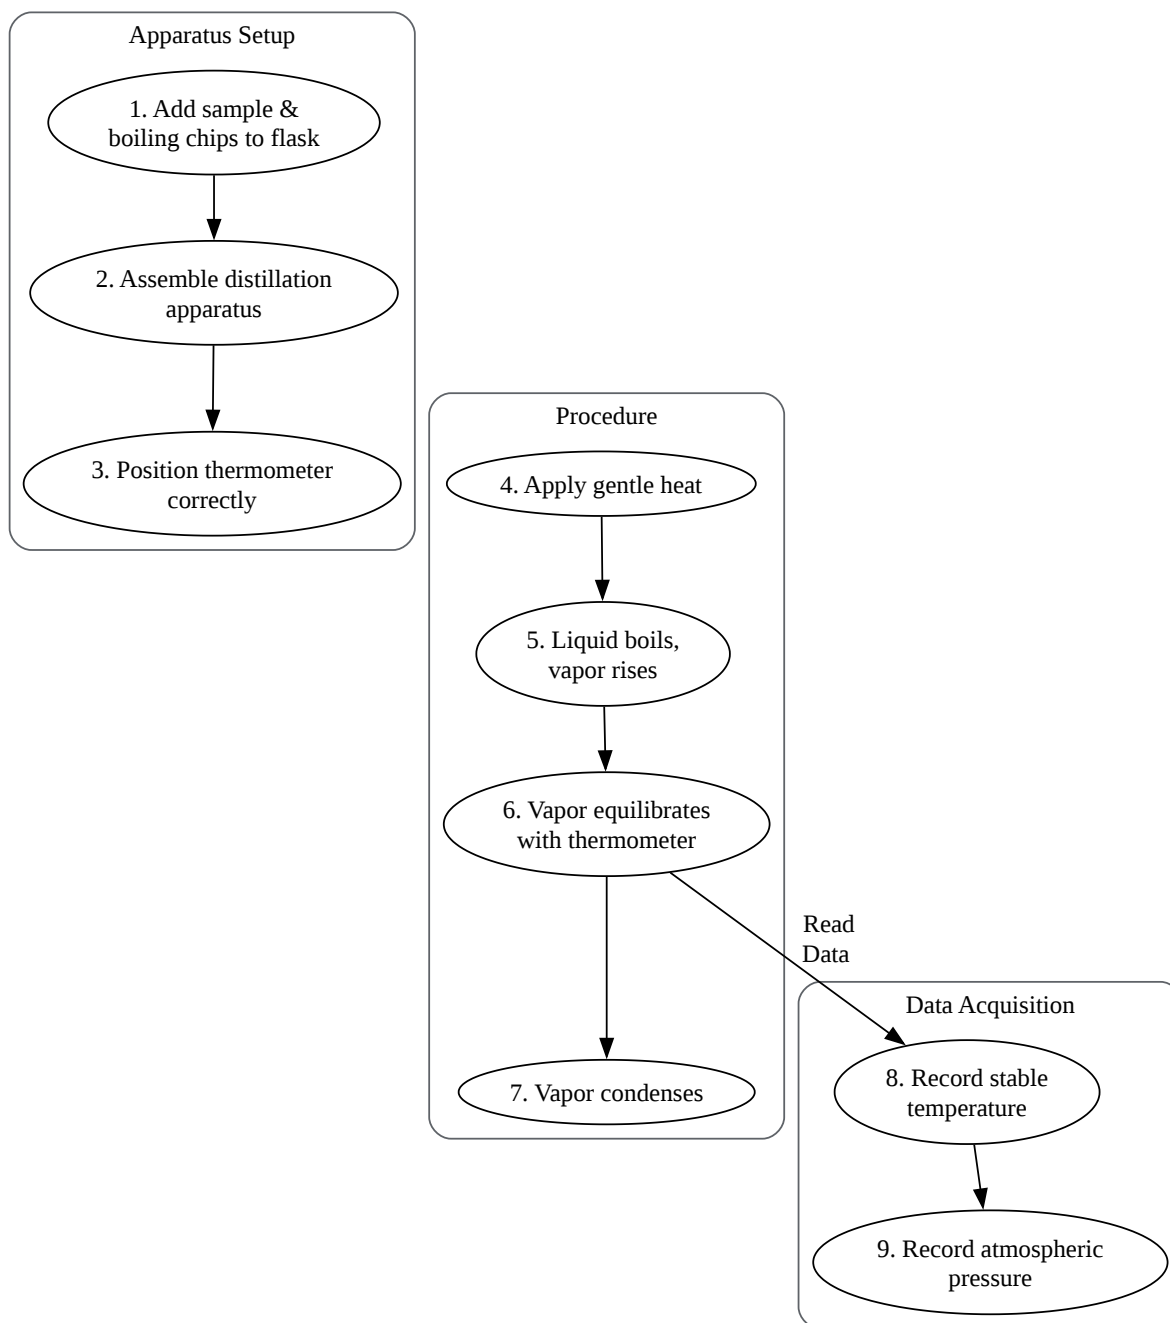 Apparatus Setup
1. Add sample &
boiling chips to flask
2. Assemble distillation
apparatus
3. Position thermometer
correctly
Procedure
4. Apply gentle heat
5. Liquid boils,
vapor rises
6. Vapor equilibrates
with thermometer
Read
Data
7. Vapor condenses
Data Acquisition
8. Record stable
temperature
9. Record atmospheric
pressure